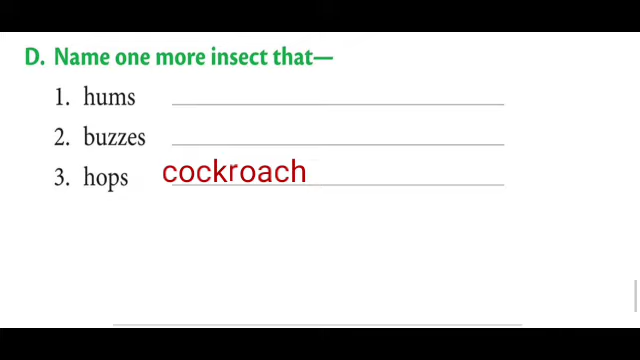 D. Name one more insect that—
1. hums
2. buzzes
3. hops cockroach